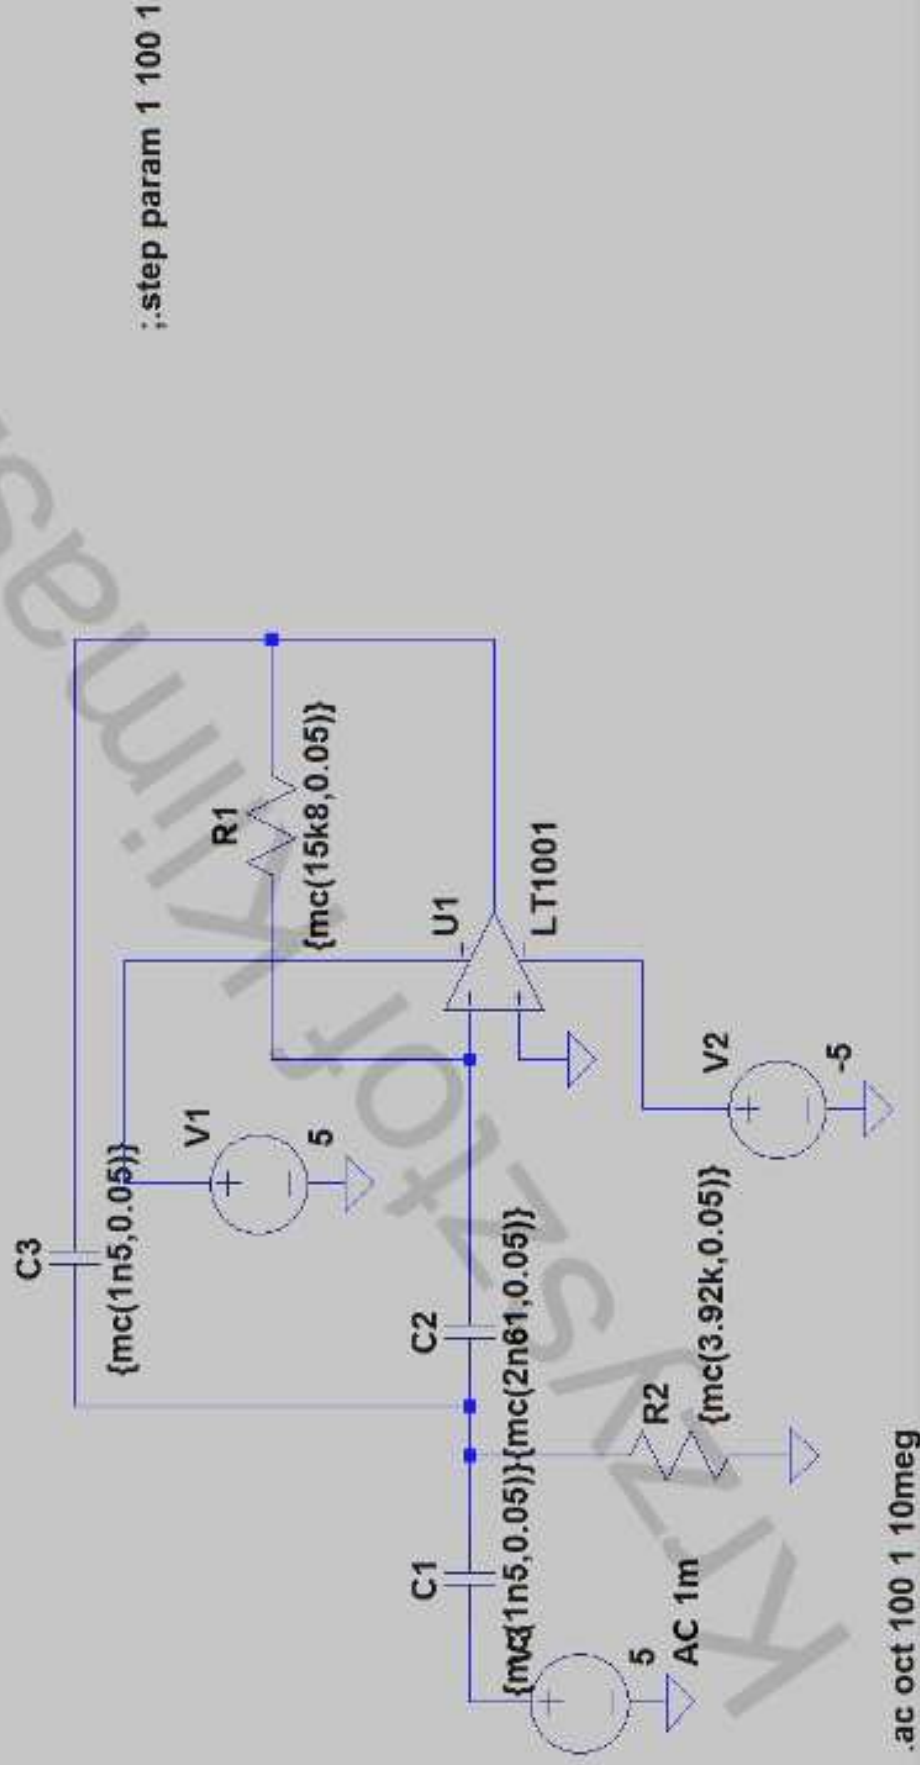 C3
{mc(1n5,0.05)}
;.step param 1 100 1
V1
R1
5
{mc(15k8,0.05)}
C1
C2
U1
{mc(1n5,0.05)}
{mc(2n61,0.05)}
LT1001
5
R2
AC 1m
{mc(3.92k,0.05)}
V2
-5
.ac oct 100 1 10meg
Krzysztof Klimas